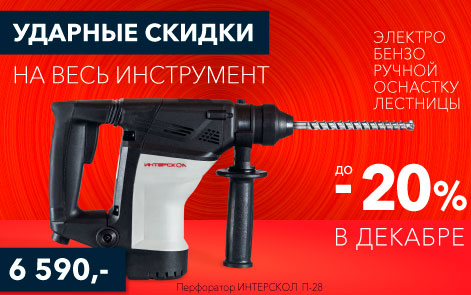 УДАРНЫЕ СКИДКИ
НА ВЕСЬ ИНСТРУМЕНТ
ЭЛЕКТРО
БЕНЗО
РУЧНОЙ
ОСНАСТКУ
ЛЕСТНИЦЫ
ИНТЕРСКОЛ
до
- 20%
В ДЕКАБРЕ
6 590,-
Перфоратор ИНТЕРСКОЛ П-28